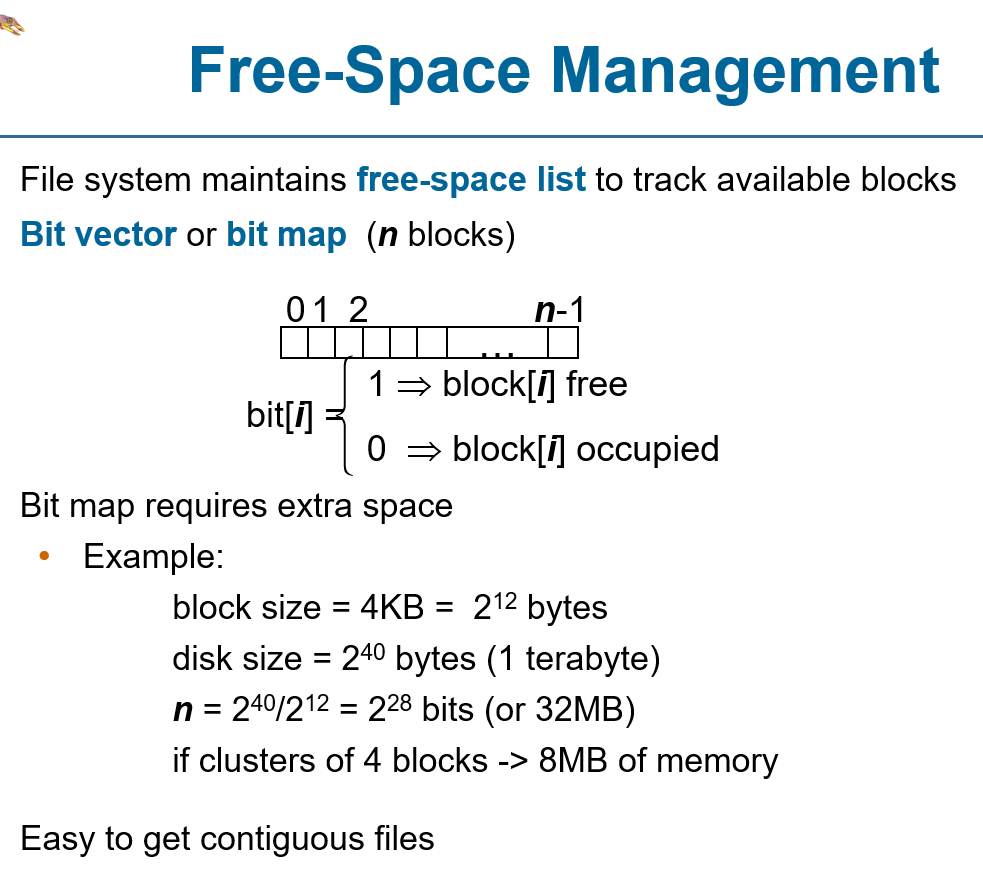 Free-Space Management
File system maintains free-space list to track available blocks
Bit vector or bit map (n blocks)
0 1 2 n-1
...
bit[i] =
1 ⇒ block[i] free
0 ⇒ block[i] occupied
Bit map requires extra space
• Example:
block size = 4KB = 2¹² bytes
disk size = 2⁴⁰ bytes (1 terabyte)
n = 2⁴⁰/2¹² = 2²⁸ bits (or 32MB)
if clusters of 4 blocks -> 8MB of memory
Easy to get contiguous files